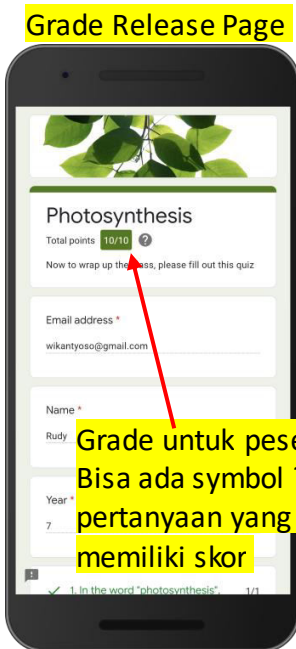 Grade Release Page
Photosynthesis
Total points 10/10 ?
Now to wrap up the class, please fill out this quiz
Email address *
wikantyoso@gmail.com
Name *
Rudy
Grade untuk pese
Bisa ada symbol
Year *
pertanyaan yang
7
memiliki skor
1. In the word "photosynthesis", 1/1